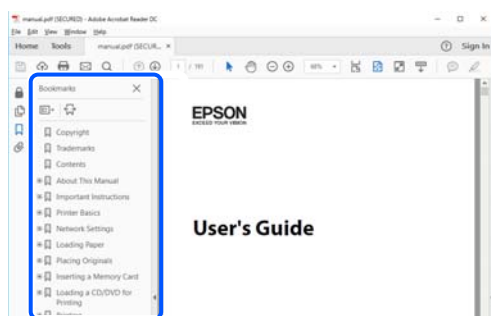 manual.pdf (SECURED) - Adobe Acrobat Reader DC
File Edit View Window Help
Home Tools manual.pdf (SECUR... × Sign In
1 / 191
Bookmarks
Copyright
Trademarks
Contents
About This Manual
Important Instructions
Printer Basics
Network Settings
Loading Paper
Placing Originals
Inserting a Memory Card
Loading a CD/DVD for
Printing
Printing
EPSON
EXCEED YOUR VISION
User's Guide